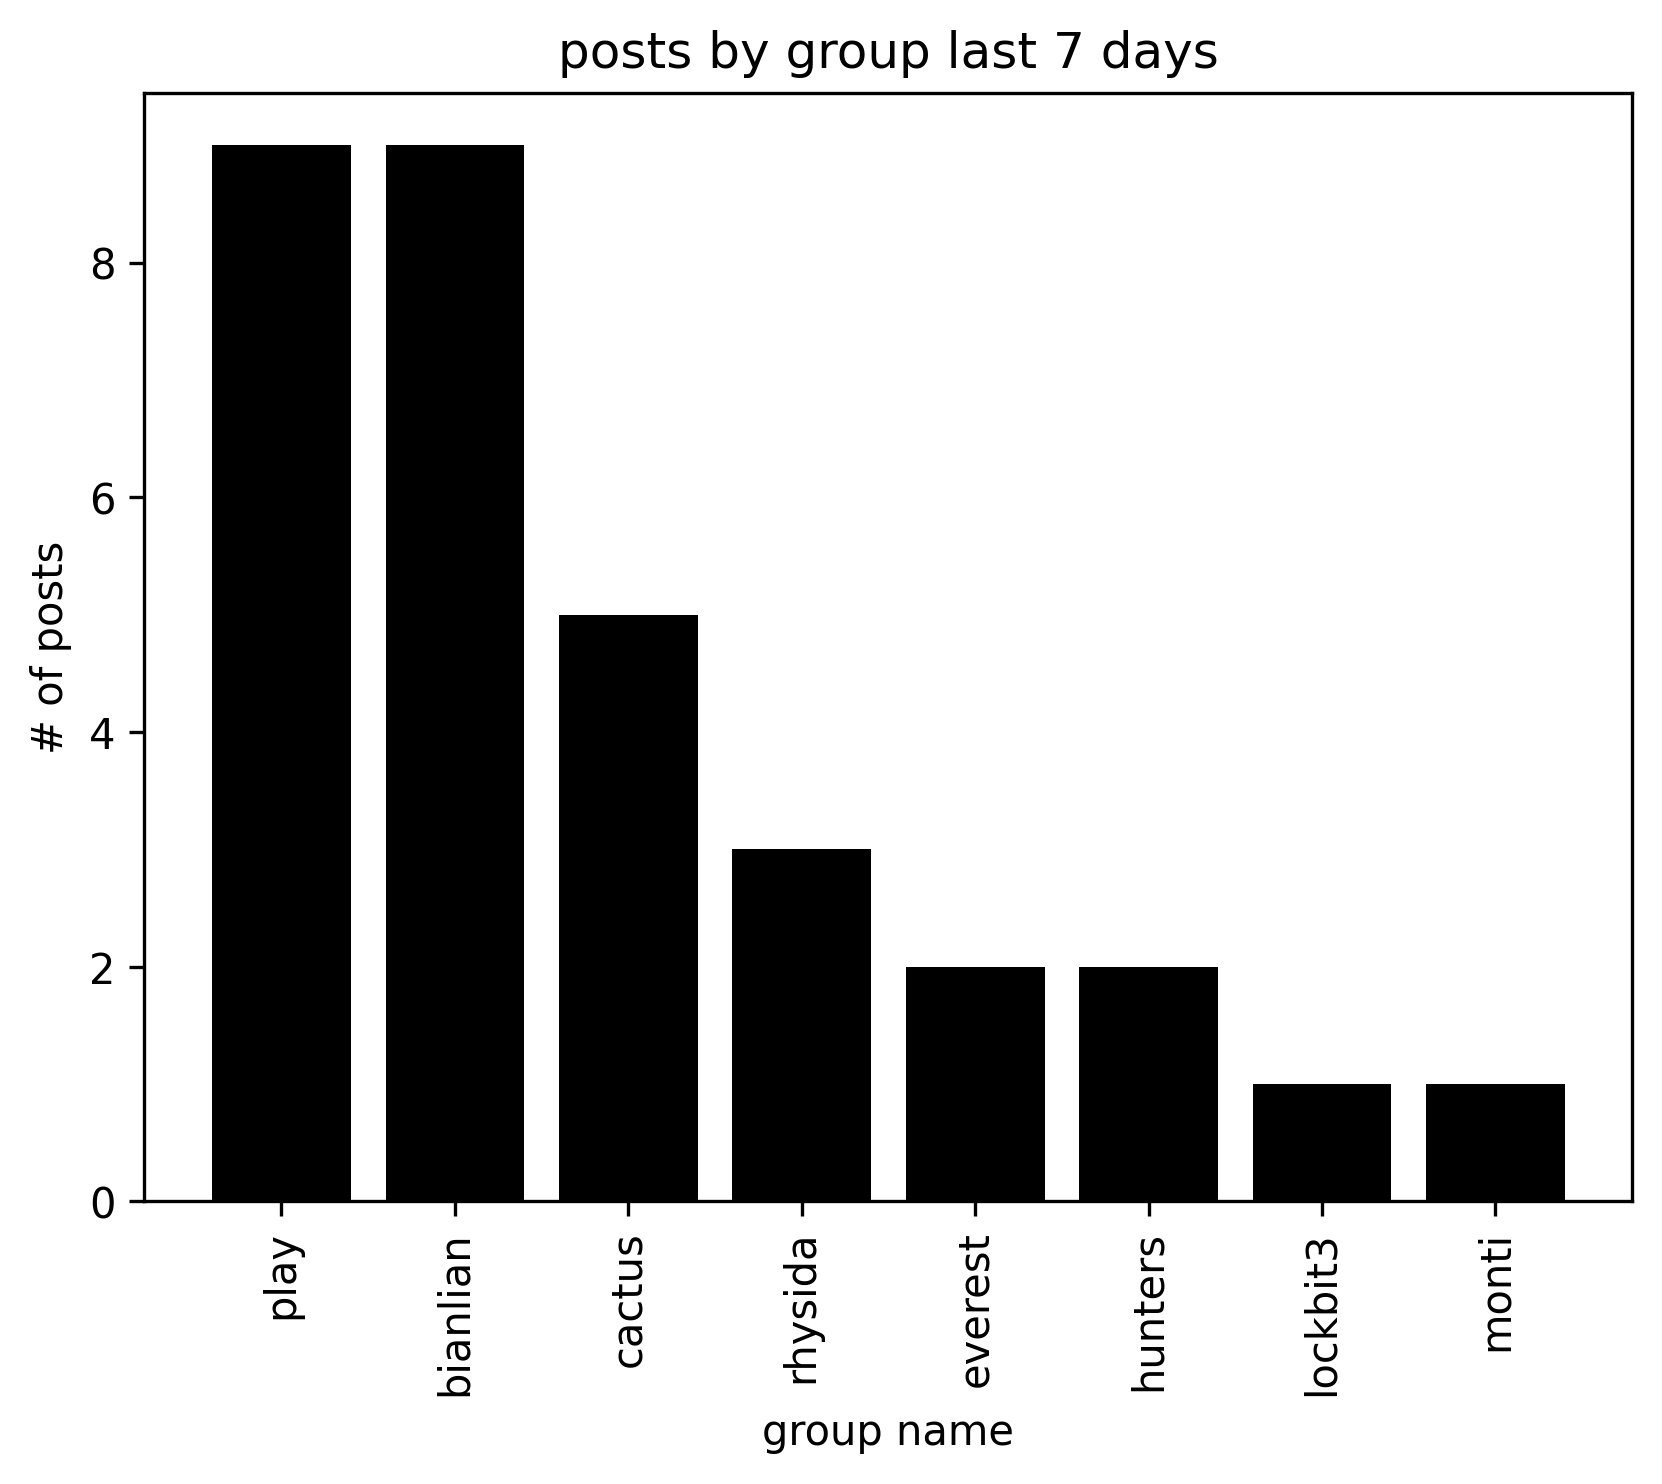 posts by group last 7 days
8
6
4
2
0
# of posts
play
bianlian
cactus
rhysida
everest
hunters
lockbit3
monti
group name